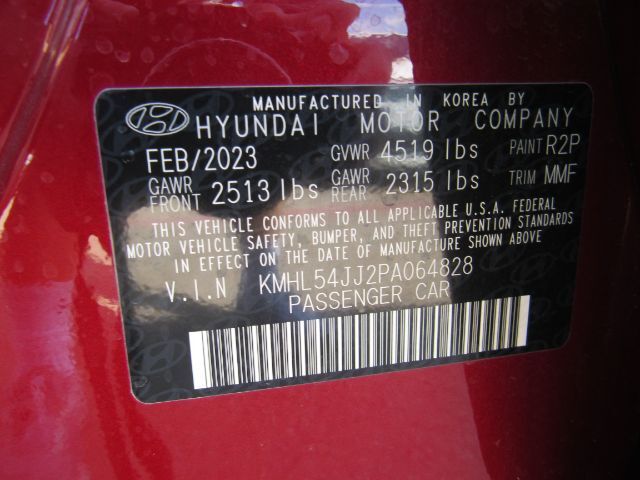 MANUFACTURED IN KOREA BY
HYUNDAI MOTOR COMPANY
FEB/2023 GVWR 4519 lbs PAINT R2P
GAWR FRONT 2513 lbs GAWR REAR 2315 lbs TRIM MMF
THIS VEHICLE CONFORMS TO ALL APPLICABLE U.S.A. FEDERAL
MOTOR VEHICLE SAFETY, BUMPER, AND THEFT PREVENTION STANDARDS
IN EFFECT ON THE DATE OF MANUFACTURE SHOWN ABOVE
V.I.N KMHL54JJ2PA064828
PASSENGER CAR